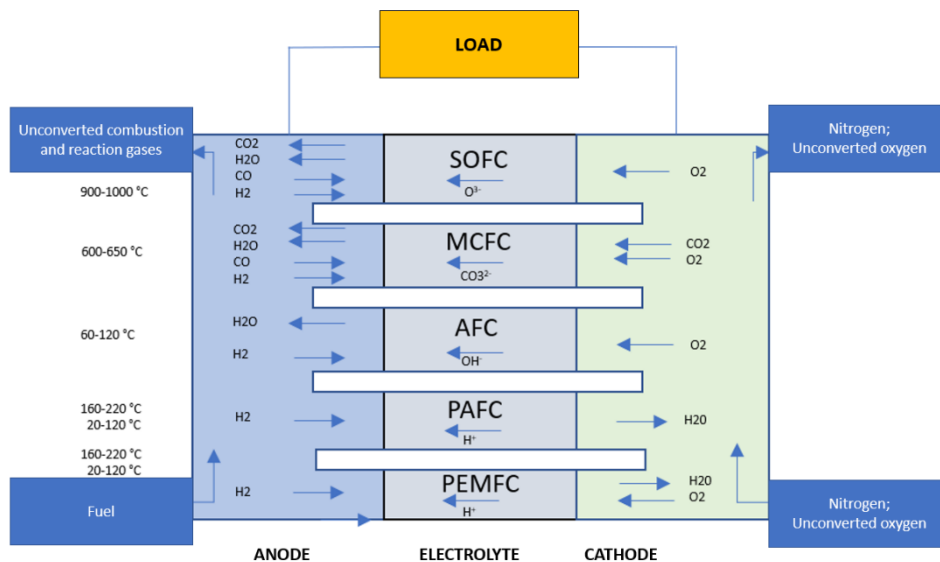 LOAD
Unconverted combustion
and reaction gases
Nitrogen;
Unconverted oxygen
CO2
H2O
CO
H2
SOFC
O³⁻
O2
900-1000 °C
CO2
H2O
CO
H2
MCFC
CO3²⁻
CO2
O2
600-650 °C
H2O
H2
AFC
OH⁻
O2
60-120 °C
160-220 °C
20-120 °C
H2
PAFC
H⁺
H20
160-220 °C
20-120 °C
H2
PEMFC
H⁺
H20
O2
Fuel
Nitrogen;
Unconverted oxygen
ANODE
ELECTROLYTE
CATHODE